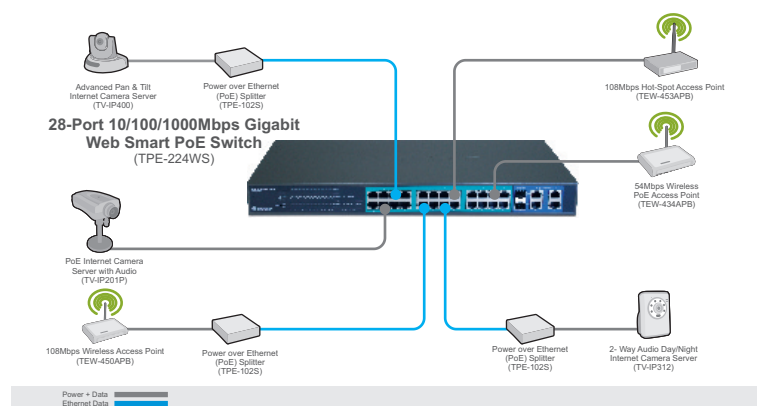 Advanced Pan & Tilt
Internet Camera Server
(TV-IP400)
Power over Ethernet
(PoE) Splitter
(TPE-102S)
108Mbps Hot-Spot Access Point
(TEW-453APB)
28-Port 10/100/1000Mbps Gigabit
Web Smart PoE Switch
(TPE-224WS)
54Mbps Wireless
PoE Access Point
(TEW-434APB)
PoE Internet Camera
Server with Audio
(TV-IP201P)
108Mbps Wireless Access Point
(TEW-450APB)
Power over Ethernet
(PoE) Splitter
(TPE-102S)
Power over Ethernet
(PoE) Splitter
(TPE-102S)
2- Way Audio Day/Night
Internet Camera Server
(TV-IP312)
Power + Data
Ethernet Data